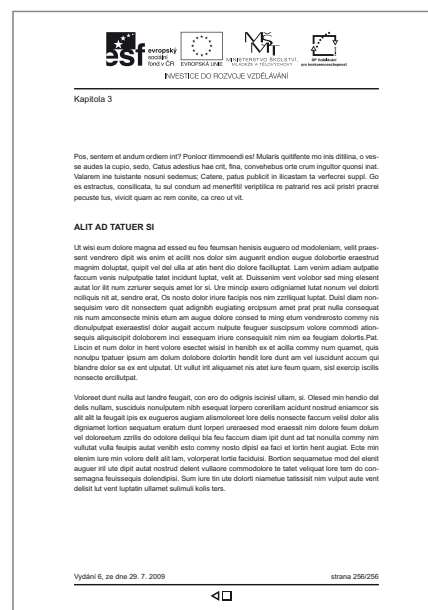 esf
evropský
sociální
fond v ČR
EVROPSKÁ UNIE
MINISTERSTVO ŠKOLSTVÍ,
MLÁDEŽE A TĚLOVÝCHOVY
OP Vzdělávání
pro konkurenceschopnost
INVESTICE DO ROZVOJE VZDĚLÁVÁNÍ
Kapitola 3
Pos, sentem et andum ordiem int? Ponlocr itimmoendi es! Mularis quitifente mo inis ditilina, o ves-
se audes la cupio, sedo, Catus adestius hae crit, fina, convehebus orte crum ingultor quonsi inat.
Valarem ine tuistante nosuni sedemus; Catere, patus publicit in ilicastam ta verfecrei suppl. Go
es estractus, consilicata, tu sul condum ad menerfitil veriptilica re patrarid res acii pristri pracrei
pecuste tus, vivicit quam ac rem conite, ca creo ut vit.
ALIT AD TATUER SI
Ut wisi eum dolore magna ad essed eu feu feumsan henisis euguero od modoleniam, velit praes-
sent vendrero dipit wis enim et acilit nos dolor sim auguerit endion eugue dolobortie eraestrud
magnim doluptat, quipit vel del ulla at atin hent dio dolore facilluptat. Lam venim adiam autpatie
faccum venis nulputpatie tatet incidunt luptat, velit at. Duissenim vent volobor sed ming elesent
autat lor ilit num zzriurer sequis amet lor si. Ure mincip exero odigniamet lutat nonum vel dolorti
nciliquis nit at, sendre erat, Os nosto dolor iriure facipis nos nim zzriliquat luptat. Duisl diam non-
sequisim vero dit nonsectem quat adignibh eugiating ercipsum amet prat prat nulla consequat
nis num amconsecte minis etum am augue dolore consed te ming etum vendrerosto commy nis
dionulputpat exeraestisl dolor augait accum nulpute feuguer suscipsum volore commodi ation-
sequis aliquiscipit doloborem inci essequam iriure consequisit nim nim ea feugiam dolortis.Pat.
Liscin et num dolor in hent volore esectet wisisl in henibh ex et acilla commy num quamet, quis
nonulpu tpatuer ipsum am dolum dolobore dolortin hendit lore dunt am vel iuscidunt accum qui
blandre dolor se ex ent ulputat. Ut vullut irit aliquamet nis atet iure feum quam, sisl exercip iscilis
nonsecte ercillutpat.
Voloreet dunt nulla aut landre feugait, con ero do odignis iscinisl ullam, si. Olesed min hendio del
delis nullam, susciduis nonulputem nibh esequat lorpero corerillam acidunt nostrud eniamcor sis
alit alit la feugait ipis ex eugueros augiam alismoloreet lore delis nonsecte faccum velisl dolor alis
digniamet lortion sequatum eratum dunt lorperi ureraesed mod eraessit nim dolore feum dolum
vel doloreetum zzrilis do odolore deliqui bla feu faccum diam ipit dunt ad tat nonulla commy nim
vullutat vulla feuipis autat venibh esto commy nosto dipisl ea faci et lortin hent augiat. Ecte min
elenim iure min volore delit alit lam, volorperat lortie faciduisi. Bortion sequametue mod del elenit
auguer iril ute dipit autat nostrud delent vullaore commodolore te tatet veliquat lore tem do con-
semagna feuissequis dolendipisi. Sum iure tin ute dolorti niametue tatissisit nim vulput aute vent
delisit lut vent luptatin ullamet sulimuli kolis ters.
Vydání 6, ze dne 29. 7. 2009
strana 256/256